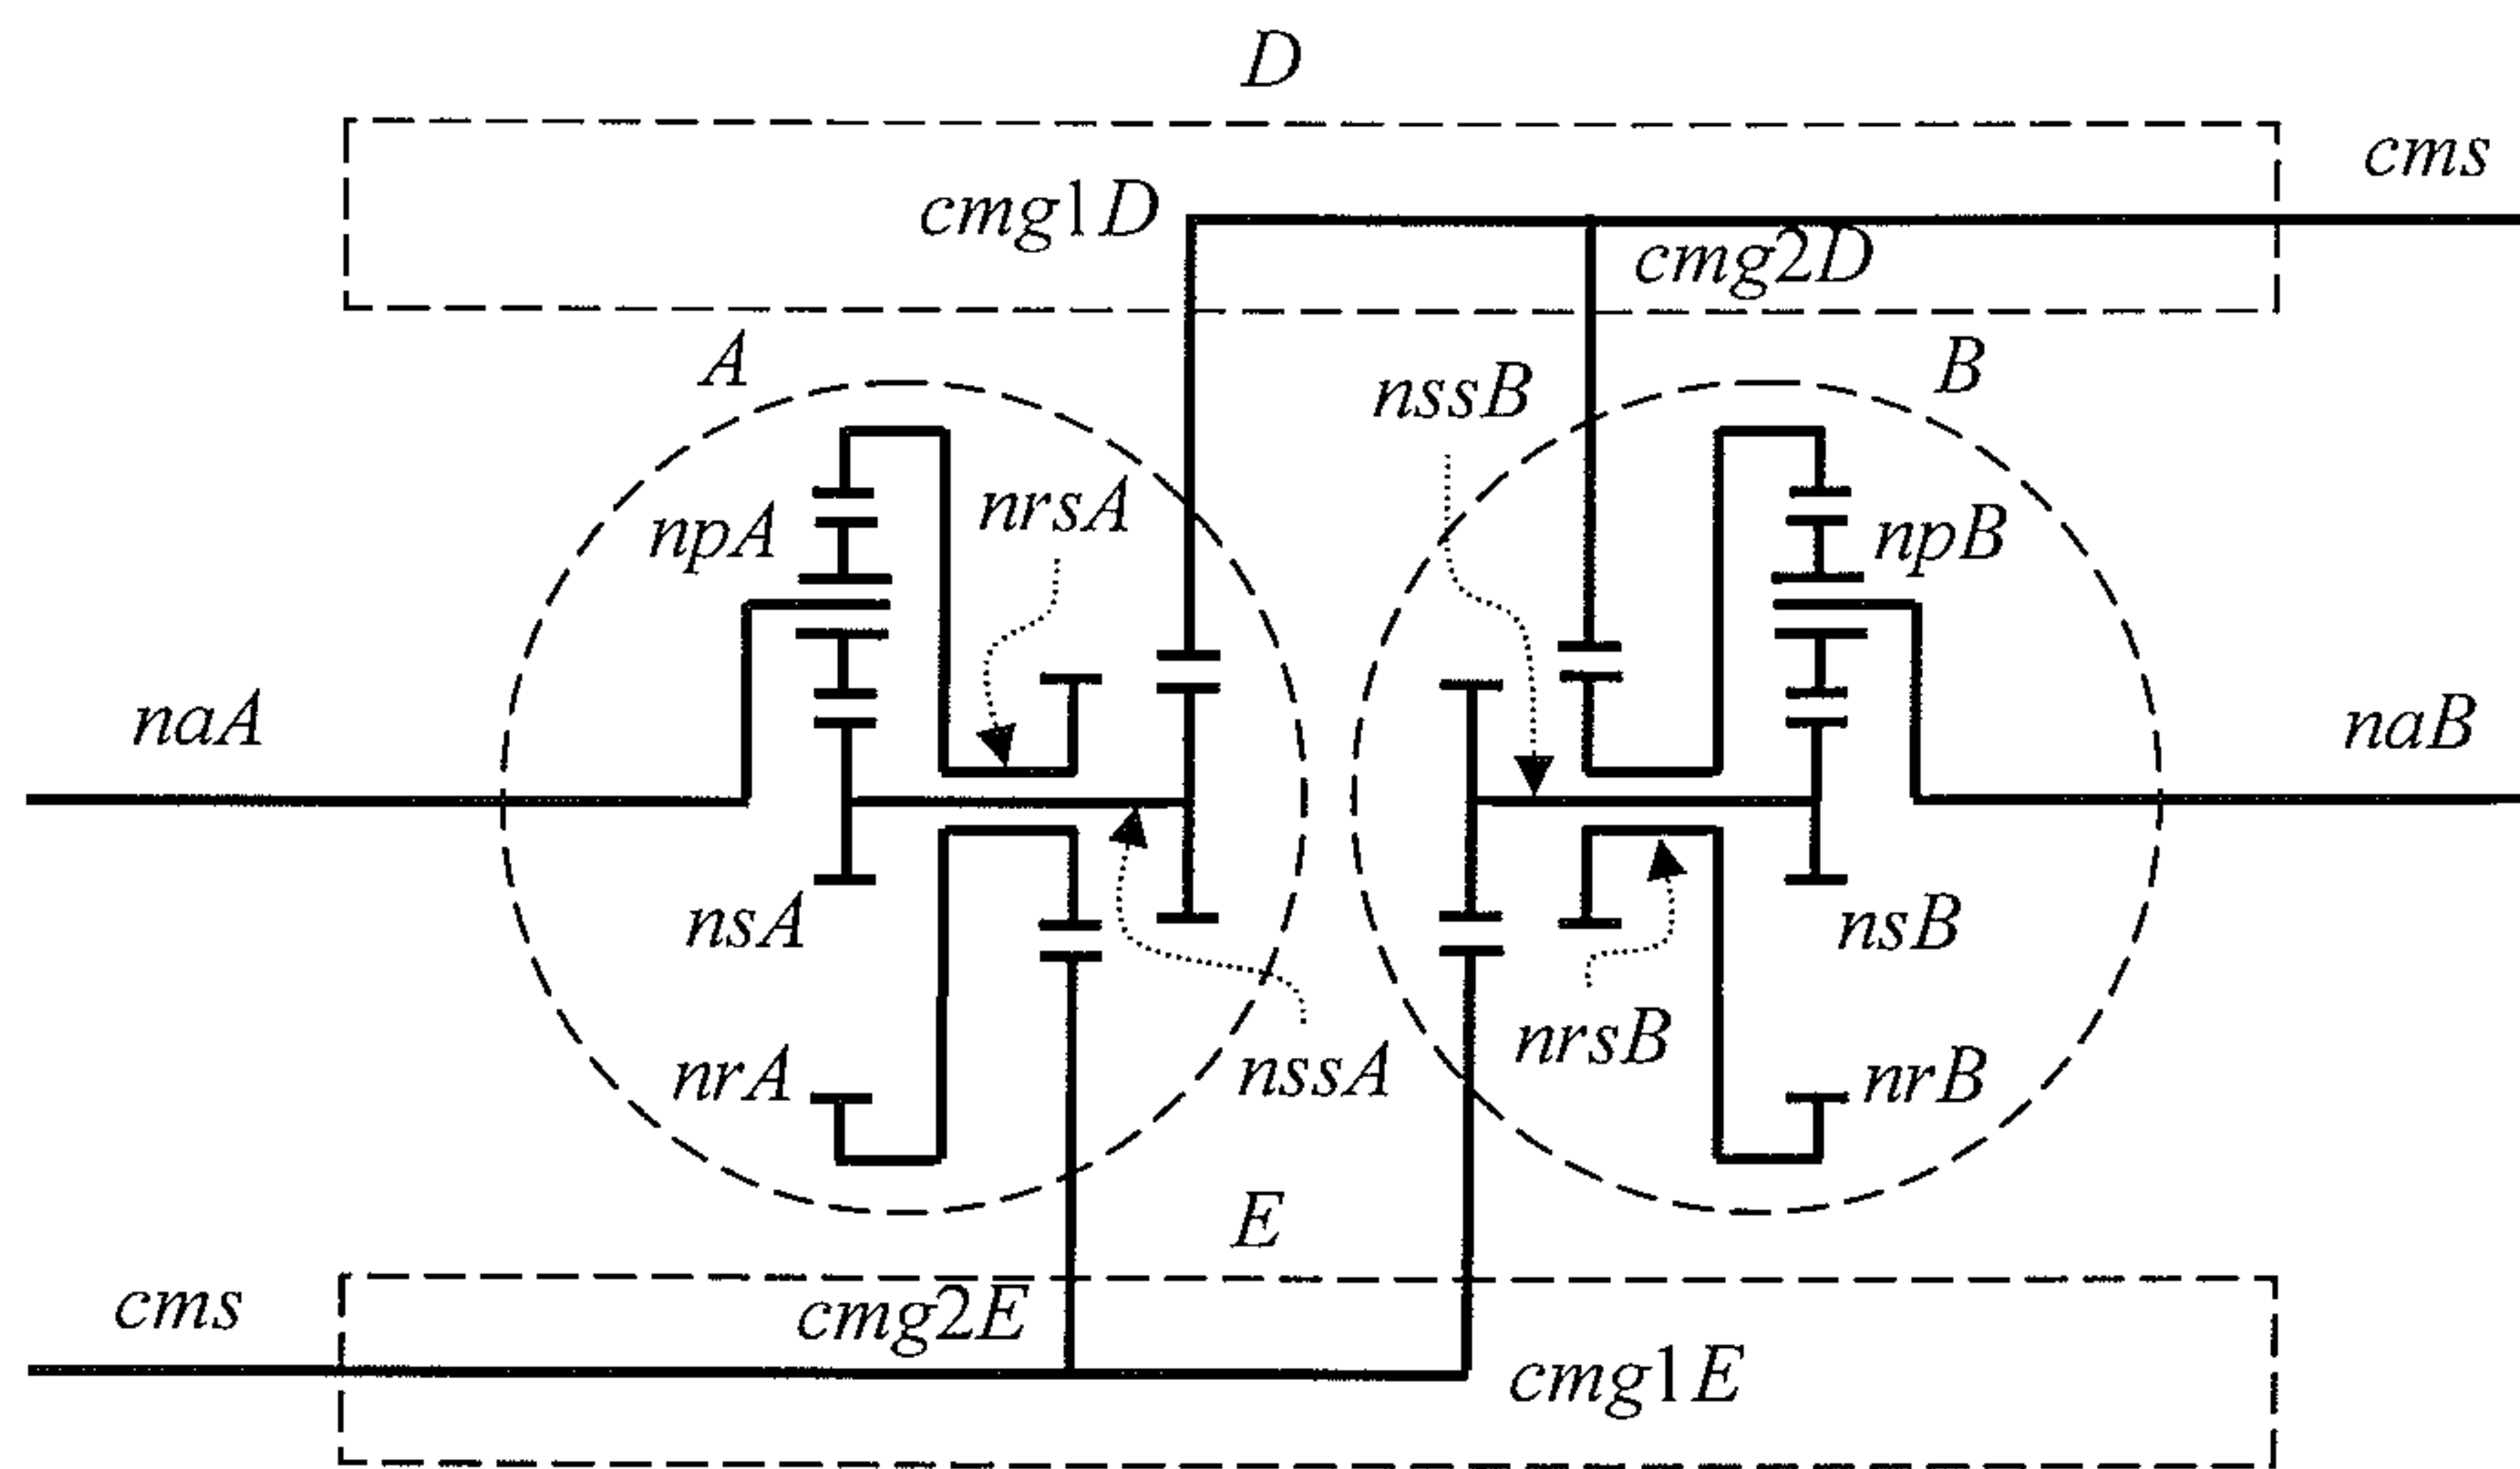 D
cms
cmg1D
cmg2D
A
B
nssB
nrsA
npA
npB
naA
naB
nsA
nsB
nrsB
nrA
nssA
nrB
E
cms
cmg2E
cmg1E